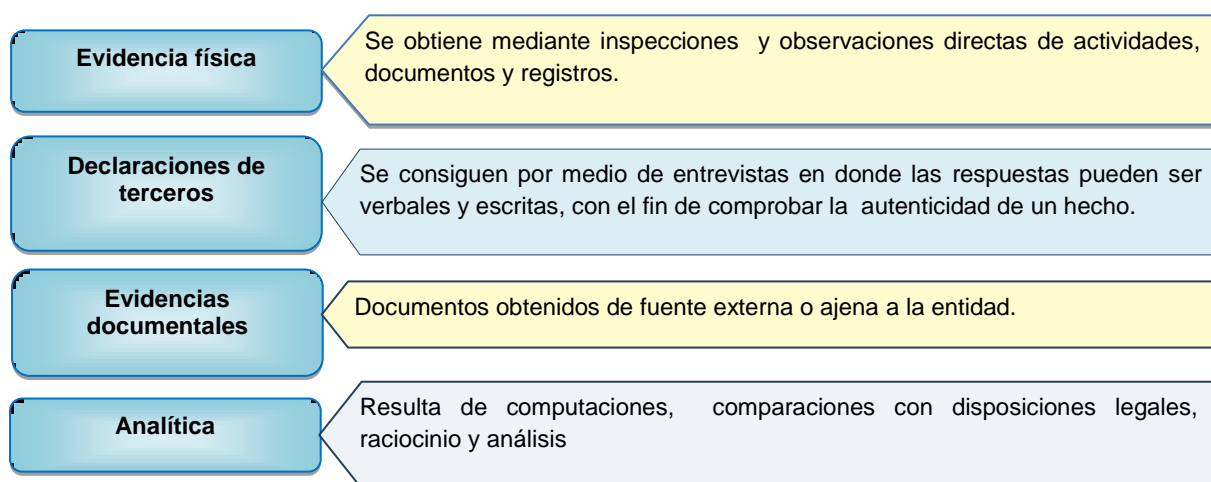 Evidencia física
Se obtiene mediante inspecciones y observaciones directas de actividades,
documentos y registros.
Declaraciones de
terceros
Se consiguen por medio de entrevistas en donde las respuestas pueden ser
verbales y escritas, con el fin de comprobar la autenticidad de un hecho.
Evidencias
documentales
Documentos obtenidos de fuente externa o ajena a la entidad.
Analítica
Resulta de computaciones, comparaciones con disposiciones legales,
raciocinio y análisis